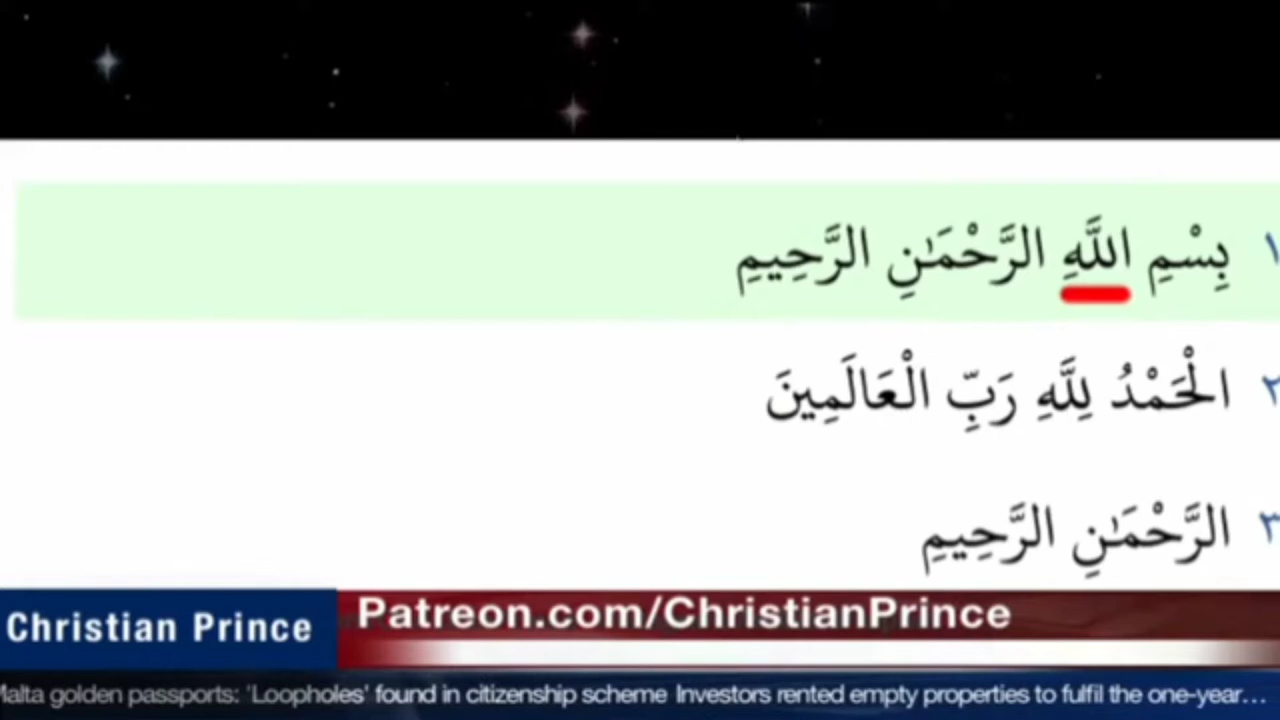 بِسْمِ اللَّهِ الرَّحْمَٰنِ الرَّحِيمِ ١
الْحَمْدُ لِلَّهِ رَبِّ الْعَالَمِينَ ٢
الرَّحْمَٰنِ الرَّحِيمِ ٣
Christian Prince
Patreon.com/ChristianPrince
Malta golden passports: 'Loopholes' found in citizenship scheme Investors rented empty properties to fulfil the one-year…